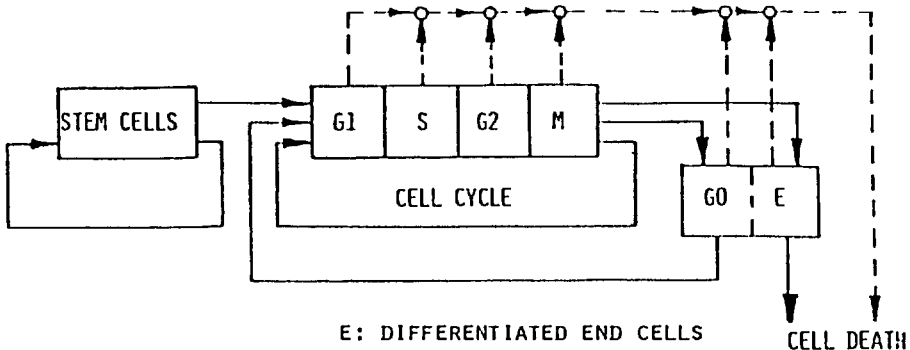 STEM CELLS
G1
S
G2
M
CELL CYCLE
G0
E
E: DIFFERENTIATED END CELLS
CELL DEATH